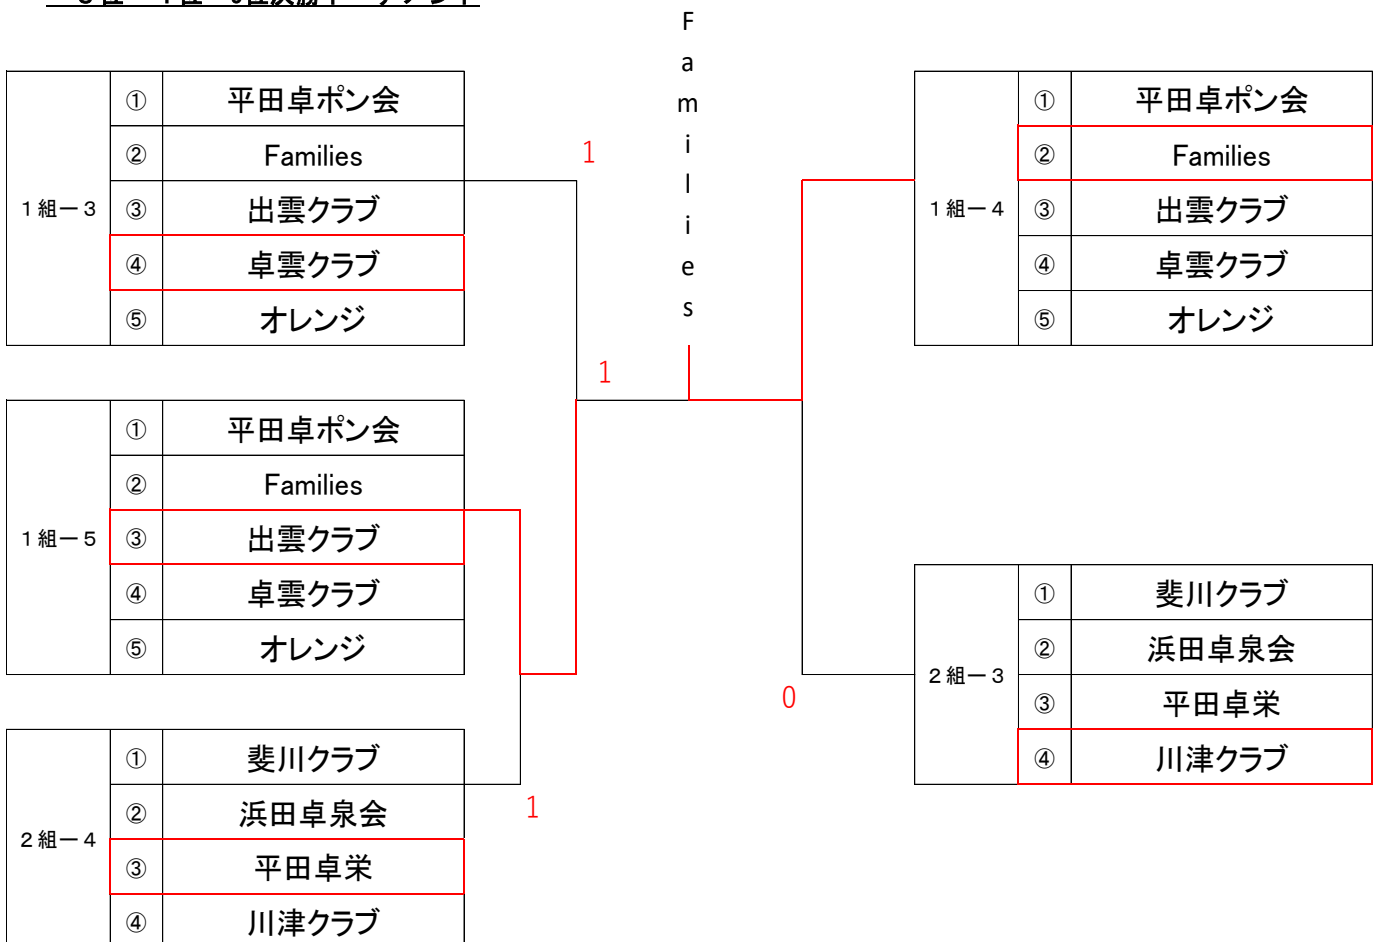 Families
1組－3
① 平田卓ポン会
② Families
③ 出雲クラブ
④ 卓雲クラブ
⑤ オレンジ
1
1
1組－5
① 平田卓ポン会
② Families
③ 出雲クラブ
④ 卓雲クラブ
⑤ オレンジ
2組－4
① 斐川クラブ
② 浜田卓泉会
③ 平田卓栄
④ 川津クラブ
1
1組－4
① 平田卓ポン会
② Families
③ 出雲クラブ
④ 卓雲クラブ
⑤ オレンジ
0
2組－3
① 斐川クラブ
② 浜田卓泉会
③ 平田卓栄
④ 川津クラブ